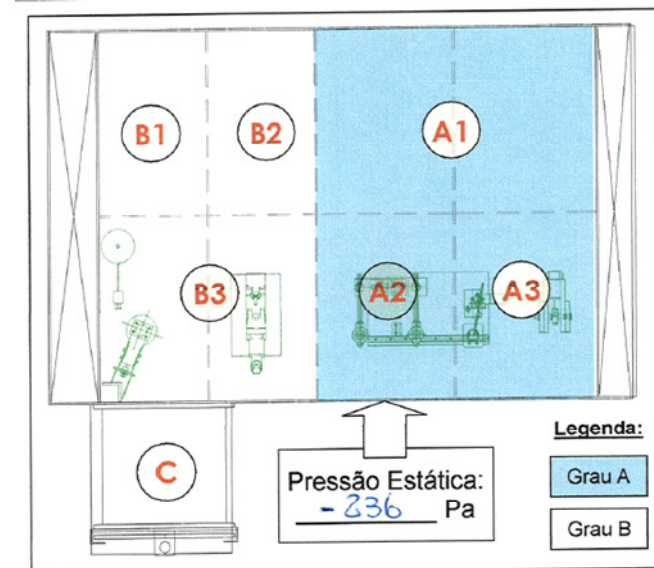 B1
B2
A1
B3
A2
A3
C
Pressão Estática:
- 236 Pa
Legenda:
Grau A
Grau B